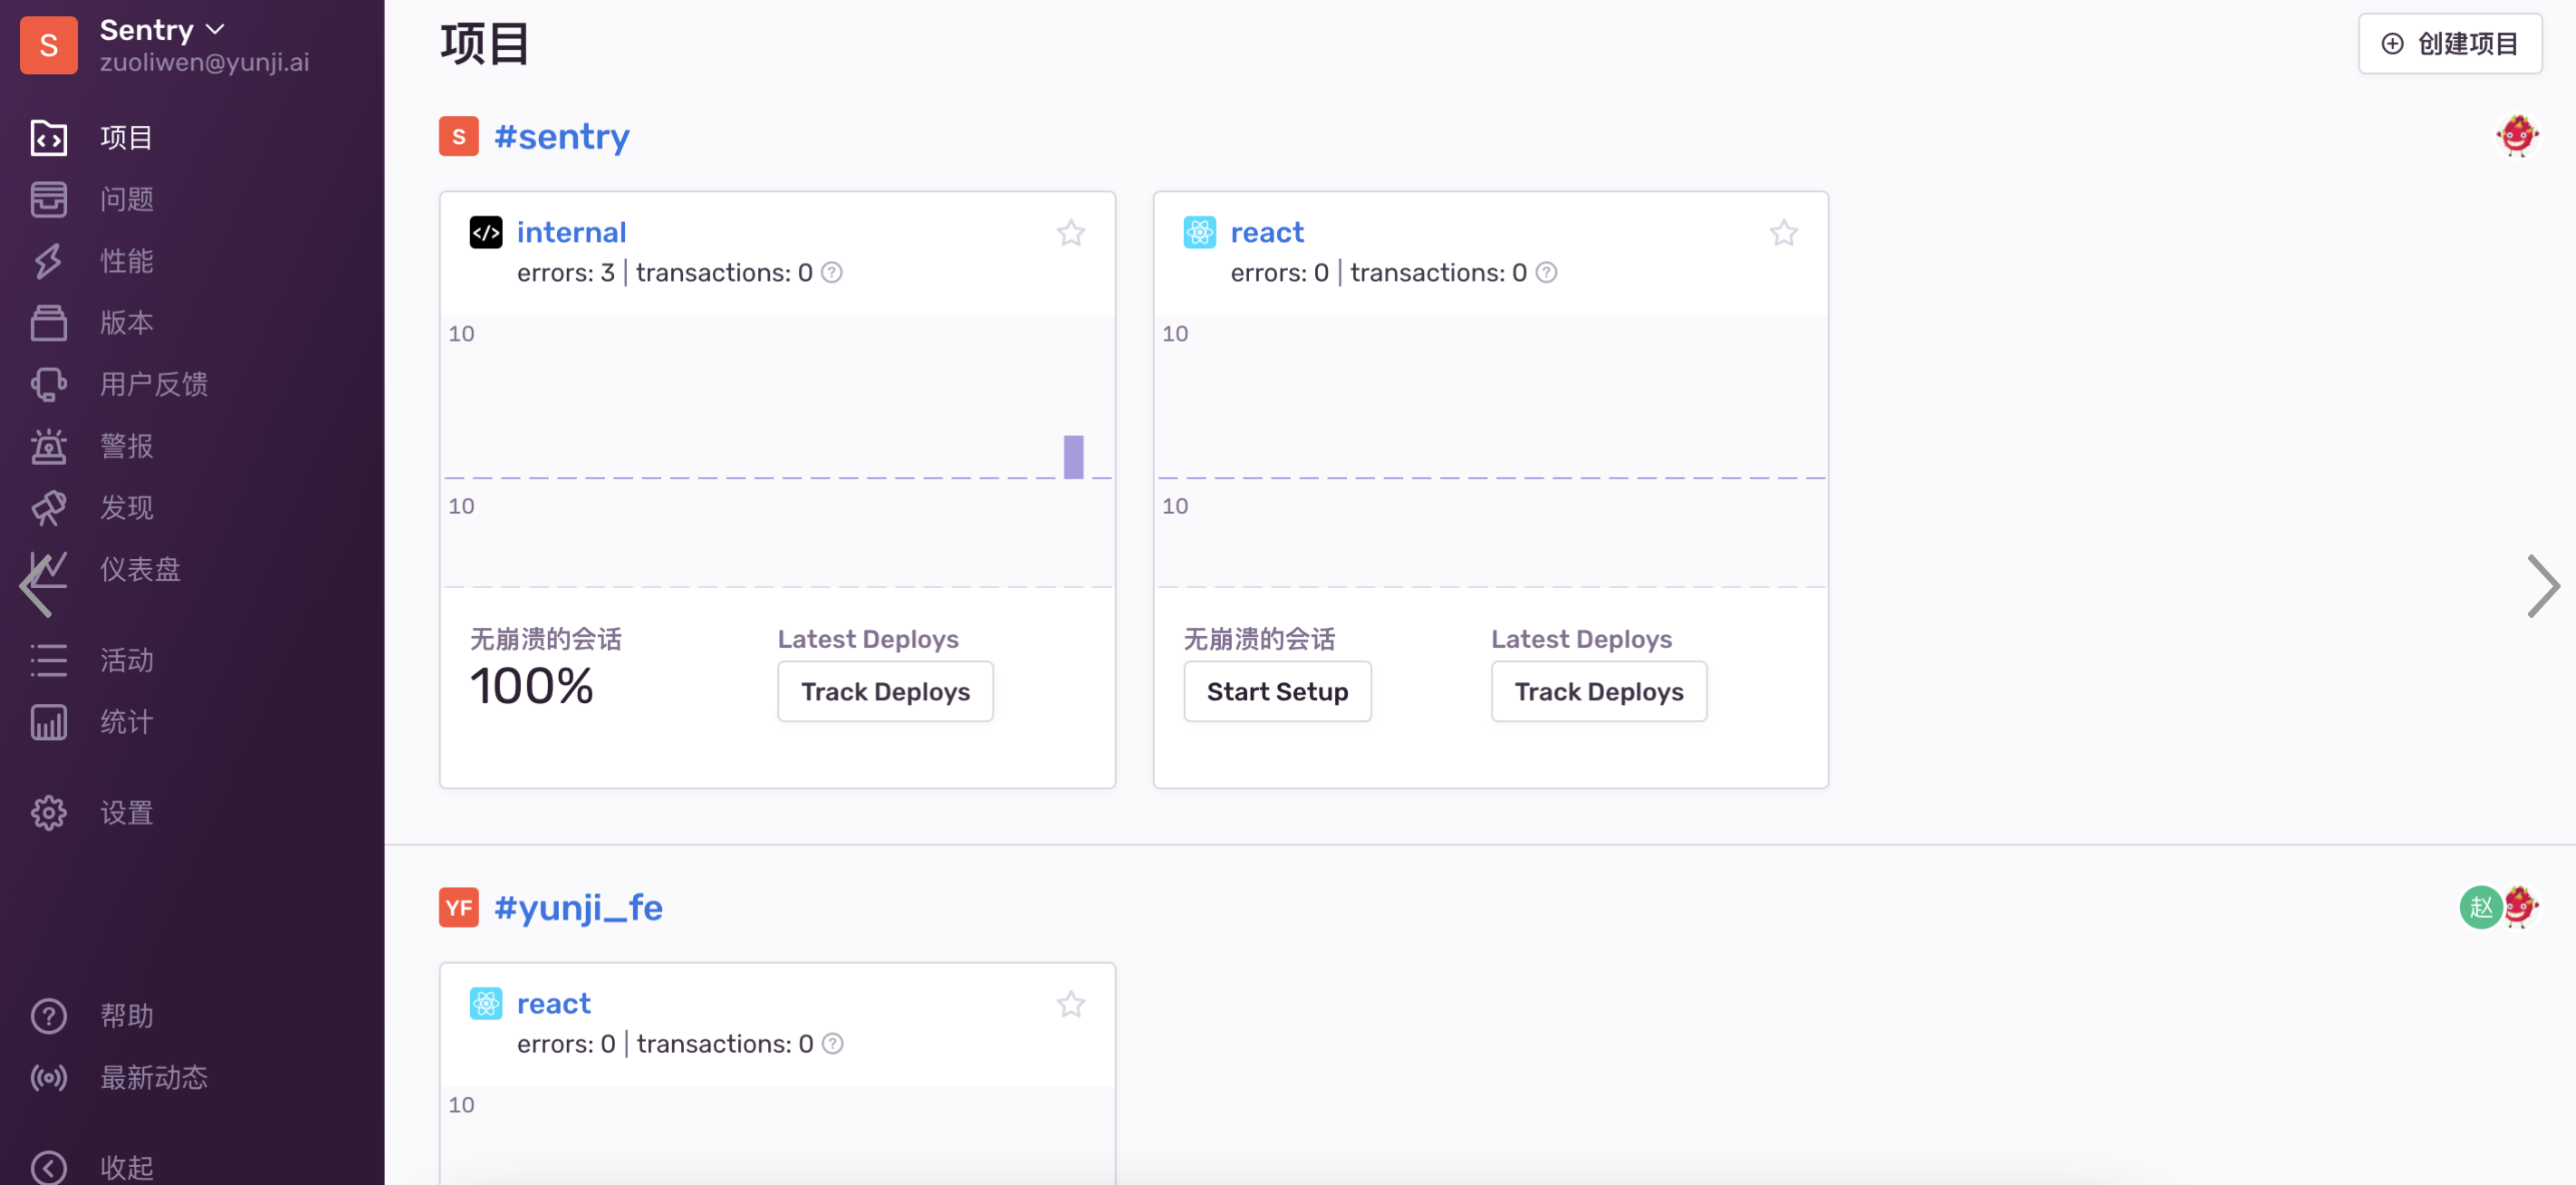 S
Sentry
zuoliwen@yunji.ai
项目
问题
性能
版本
用户反馈
警报
发现
仪表盘
活动
统计
设置
帮助
最新动态
收起
项目
创建项目
S #sentry
internal
errors: 3 | transactions: 0
10
10
无崩溃的会话
100%
Latest Deploys
Track Deploys
react
errors: 0 | transactions: 0
10
10
无崩溃的会话
Start Setup
Latest Deploys
Track Deploys
YF #yunji_fe
赵
react
errors: 0 | transactions: 0
10